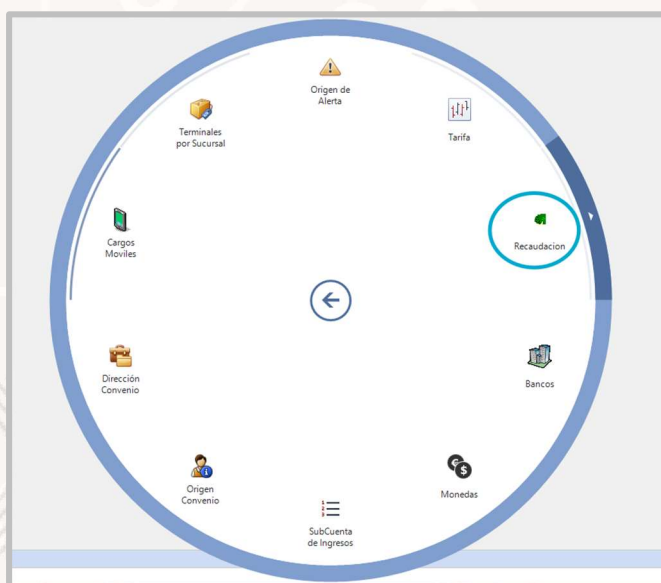 Origen de
Alerta
Terminales
por Sucursal
Tarifa
Cargos
Moviles
Recaudacion
Dirección
Convenio
Bancos
Origen
Convenio
Monedas
SubCuenta
de Ingresos